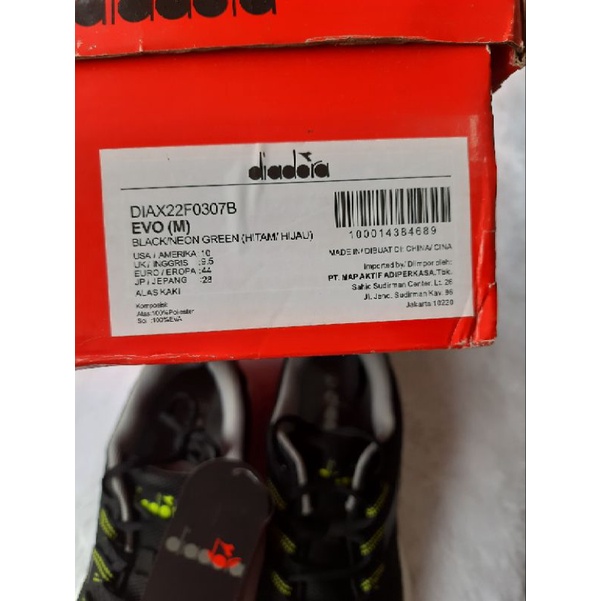 diadora
diadora
DIAX22F0307B
EVO (M)
BLACK/NEON GREEN (HITAM/ HIJAU)
USA / AMERIKA :10
UK / INGGRIS :9.5
EURO / EROPA :44
JP / JEPANG :28
ALAS KAKI
Komposisi:
Atas:100%Poliester
Sol :100%EVA
100014384689
MADE IN/ DIBUAT DI: CHINA/ CINA
Imported by/ Diimpor oleh:
PT. MAP AKTIF ADIPERKASA,Tbk.
Sahid Sudirman Center, Lt. 26
Jl. Jend. Sudirman Kav. 86
Jakarta 10220
diadora